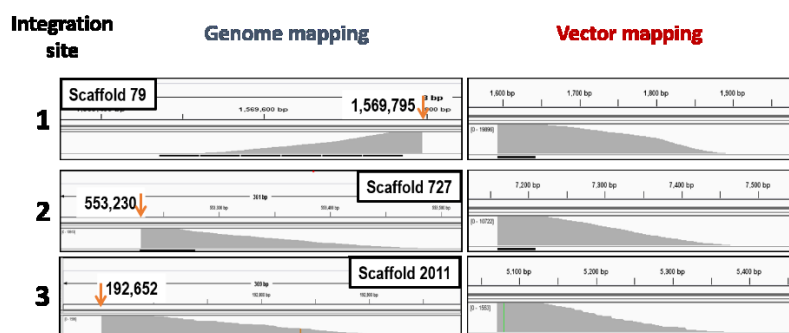 Integration
site
Genome mapping
Vector mapping
1
Scaffold 79
1,569,600 bp
1,569,795
1,600 bp
1,700 bp
1,800 bp
1,900 bp
2
553,230
Scaffold 727
7,200 bp
7,300 bp
7,400 bp
7,500 bp
3
192,652
Scaffold 2011
5,100 bp
5,200 bp
5,300 bp
5,400 bp